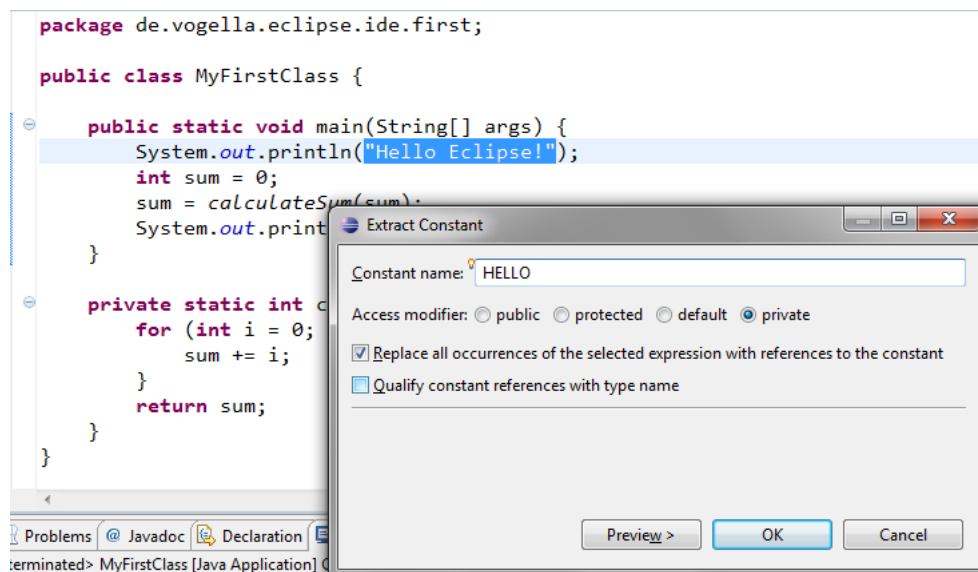 package de.vogella.eclipse.ide.first;
public class MyFirstClass {
public static void main(String[] args) {
System.out.println("Hello Eclipse!");
int sum = 0;
sum = calculateSum(sum);
System.out.print
}
private static int c
for (int i = 0;
sum += i;
}
return sum;
}
}
Extract Constant
Constant name: HELLO
Access modifier: public protected default private
Replace all occurrences of the selected expression with references to the constant
Qualify constant references with type name
Preview > OK Cancel
Problems @ Javadoc Declaration
terminated> MyFirstClass [Java Application]